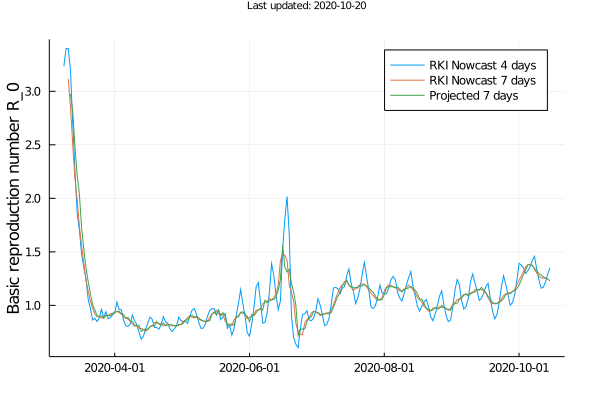 Last updated: 2020-10-20
Basic reproduction number R_0
3.0
2.5
2.0
1.5
1.0
RKI Nowcast 4 days
RKI Nowcast 7 days
Projected 7 days
2020-04-01
2020-06-01
2020-08-01
2020-10-01